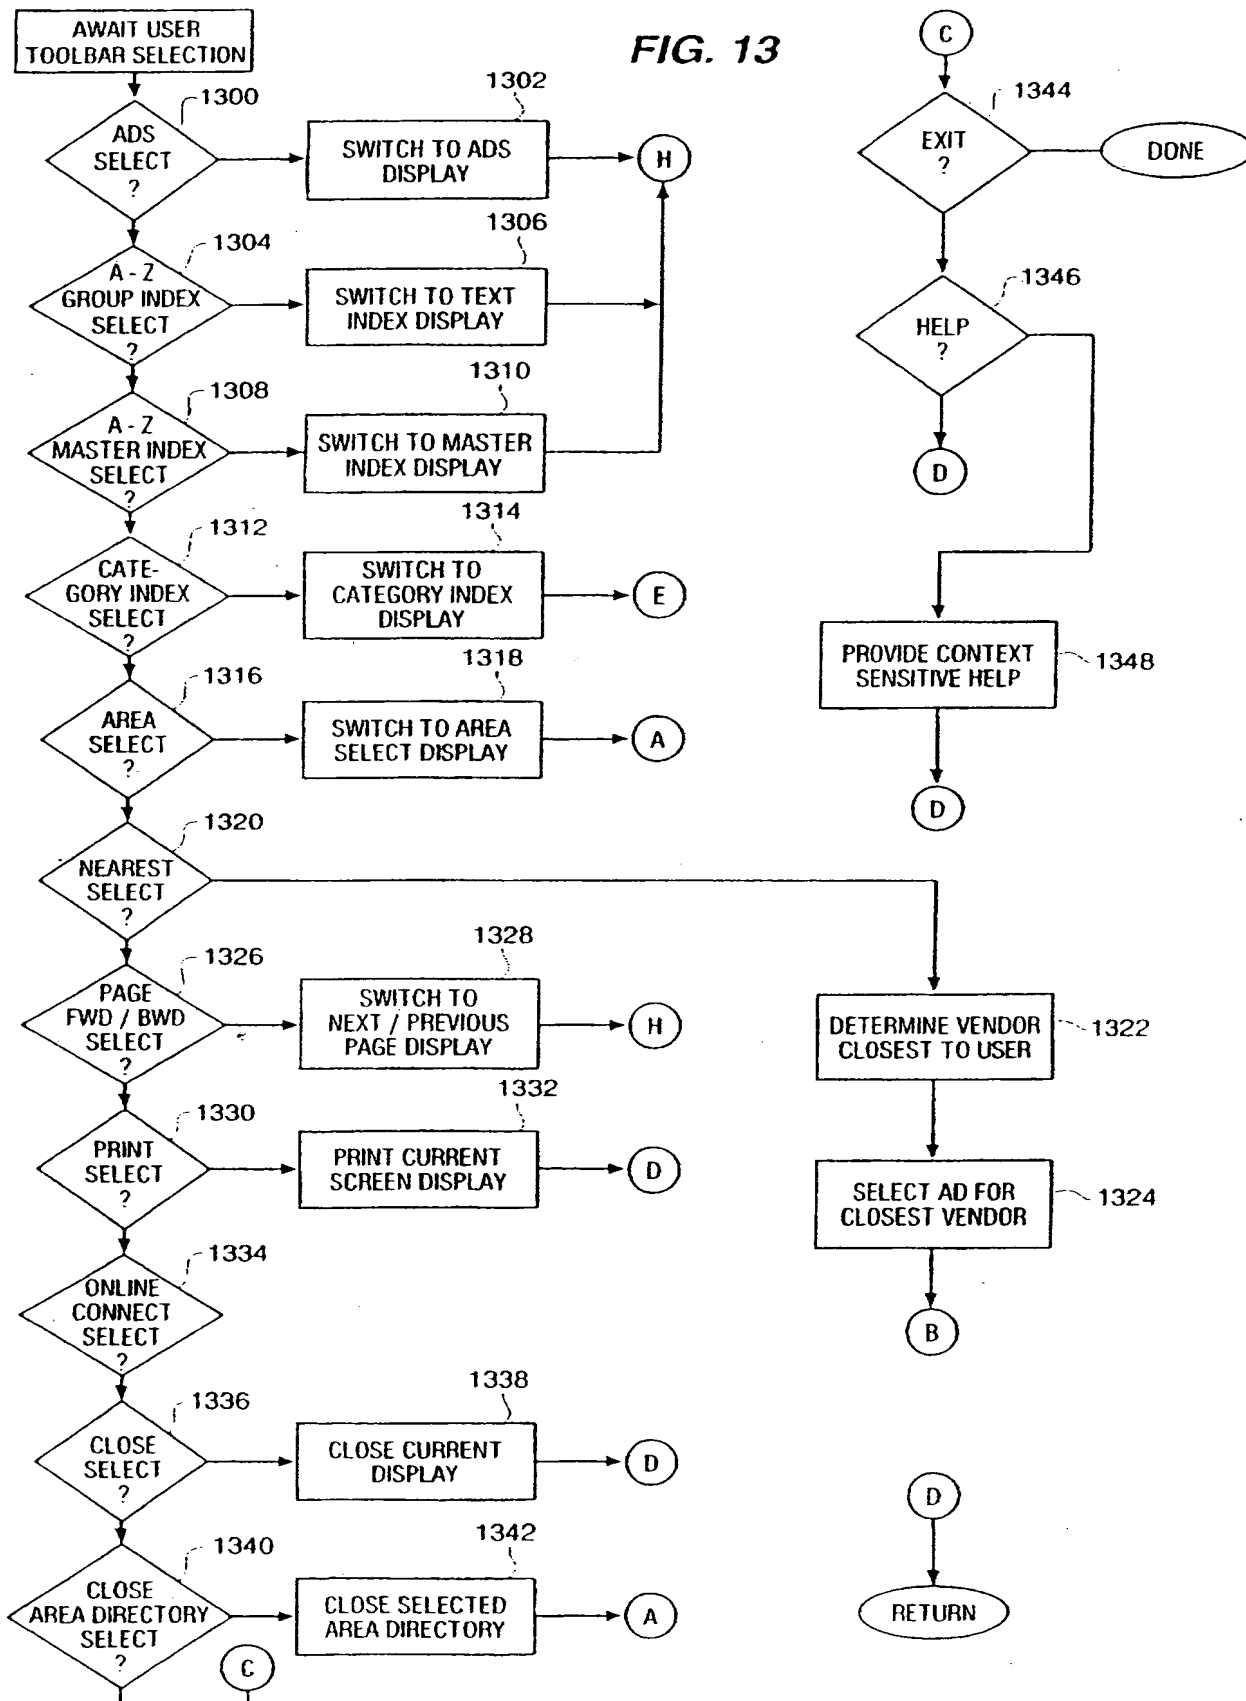 AWAIT USER
TOOLBAR SELECTION
FIG. 13
1300
ADS
SELECT
?
1302
SWITCH TO ADS
DISPLAY
H
1304
A - Z
GROUP INDEX
SELECT
?
1306
SWITCH TO TEXT
INDEX DISPLAY
1308
A - Z
MASTER INDEX
SELECT
?
1310
SWITCH TO MASTER
INDEX DISPLAY
1312
CATE-
GORY INDEX
SELECT
?
1314
SWITCH TO
CATEGORY INDEX
DISPLAY
E
1316
AREA
SELECT
?
1318
SWITCH TO AREA
SELECT DISPLAY
A
1320
NEAREST
SELECT
?
1326
PAGE
FWD / BWD
SELECT
?
1328
SWITCH TO
NEXT / PREVIOUS
PAGE DISPLAY
H
1330
PRINT
SELECT
?
1332
PRINT CURRENT
SCREEN DISPLAY
D
1334
ONLINE
CONNECT
SELECT
?
1336
CLOSE
SELECT
?
1338
CLOSE CURRENT
DISPLAY
D
1340
CLOSE
AREA DIRECTORY
SELECT
?
1342
CLOSE SELECTED
AREA DIRECTORY
A
C
C
1344
EXIT
?
DONE
1346
HELP
?
D
1348
PROVIDE CONTEXT
SENSITIVE HELP
D
1322
DETERMINE VENDOR
CLOSEST TO USER
1324
SELECT AD FOR
CLOSEST VENDOR
B
D
RETURN